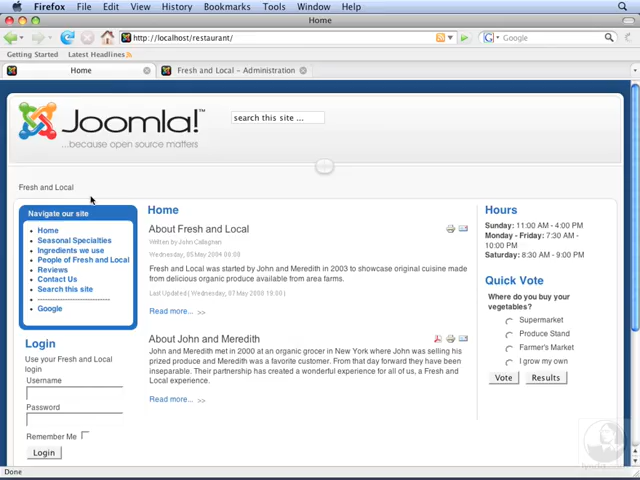 Firefox File Edit View History Bookmarks Tools Window Help
Home
http://localhost/restaurant/
Google
Getting Started Latest Headlines
Home
Fresh and Local - Administration
Joomla!™
...because open source matters
search this site ...
Fresh and Local
Navigate our site
Home
Seasonal Specialties
Ingredients we use
People of Fresh and Local
Reviews
Contact Us
Search this site
------------------------------
Google
Login
Use your Fresh and Local
login
Username
Password
Remember Me
Login
Home
About Fresh and Local
Written by John Callaghan
Wednesday, 05 May 2004 06:08
Fresh and Local was started by John and Meredith in 2003 to showcase original cuisine made
from delicious organic produce available from area farms.
Last Updated ( Wednesday, 07 May 2008 19:00 )
Read more... >>
About John and Meredith
John and Meredith met in 2000 at an organic grocer in New York where John was selling his
prized produce and Meredith was a favorite customer. From that day forward they have been
inseparable. Their partnership has created a wonderful experience for all of us, a Fresh and
Local experience.
Read more... >>
Hours
Sunday: 11:00 AM - 4:00 PM
Monday - Friday: 7:30 AM -
10:00 PM
Saturday: 8:30 AM - 9:00 PM
Quick Vote
Where do you buy your
vegetables?
Supermarket
Produce Stand
Farmer's Market
I grow my own
Vote Results
Done